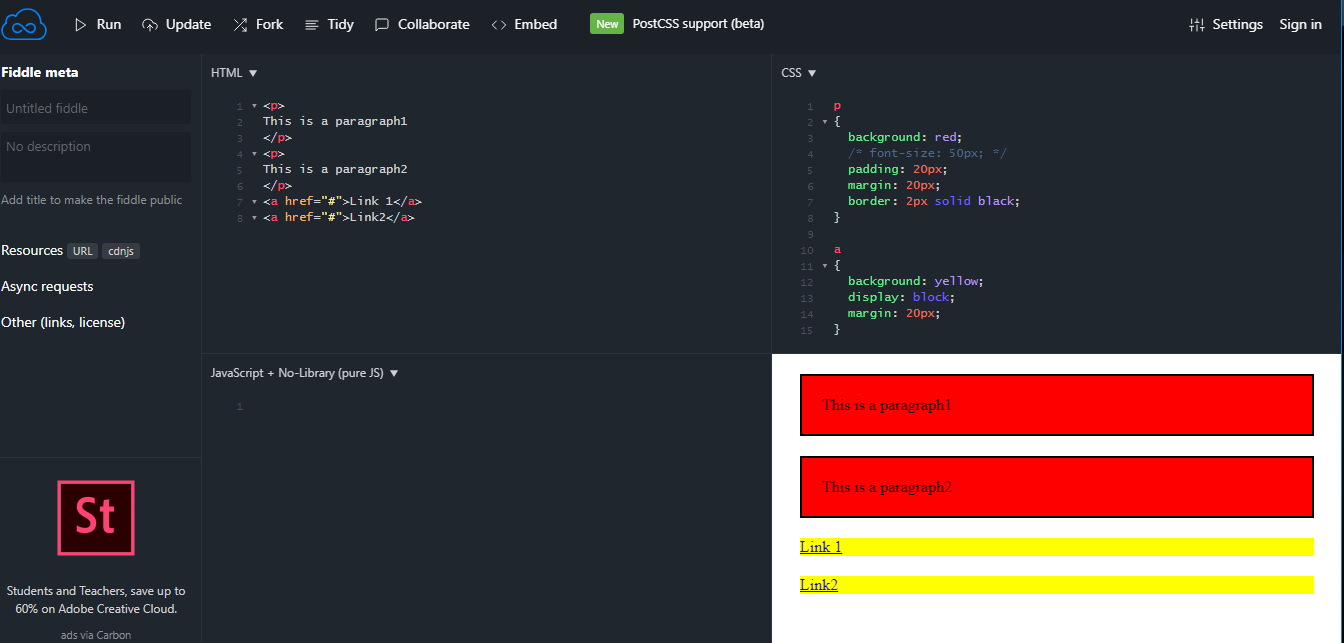 Run Update Fork Tidy Collaborate Embed New PostCSS support (beta) Settings Sign in
Fiddle meta
Untitled fiddle
No description
Add title to make the fiddle public
Resources URL cdnjs
Async requests
Other (links, license)
St
Students and Teachers, save up to
60% on Adobe Creative Cloud.
ads via Carbon
HTML ▼
1 <p>
2 This is a paragraph1
3 </p>
4 <p>
5 This is a paragraph2
6 </p>
7 <a href="#">Link 1</a>
8 <a href="#">Link2</a>
CSS ▼
1 p
2 {
3 background: red;
4 /* font-size: 50px; */
5 padding: 20px;
6 margin: 20px;
7 border: 2px solid black;
8 }
9
10 a
11 {
12 background: yellow;
13 display: block;
14 margin: 20px;
15 }
JavaScript + No-Library (pure JS) ▼
1
This is a paragraph1
This is a paragraph2
Link 1
Link2